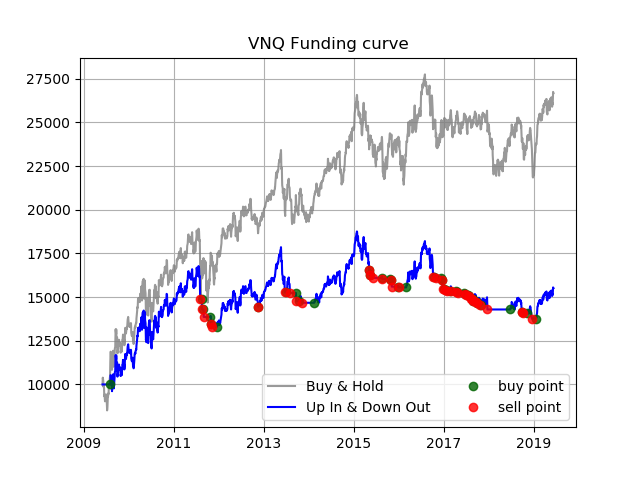 VNQ Funding curve
27500
25000
22500
20000
17500
15000
12500
10000
Buy & Hold
Up In & Down Out
buy point
sell point
2009 2011 2013 2015 2017 2019